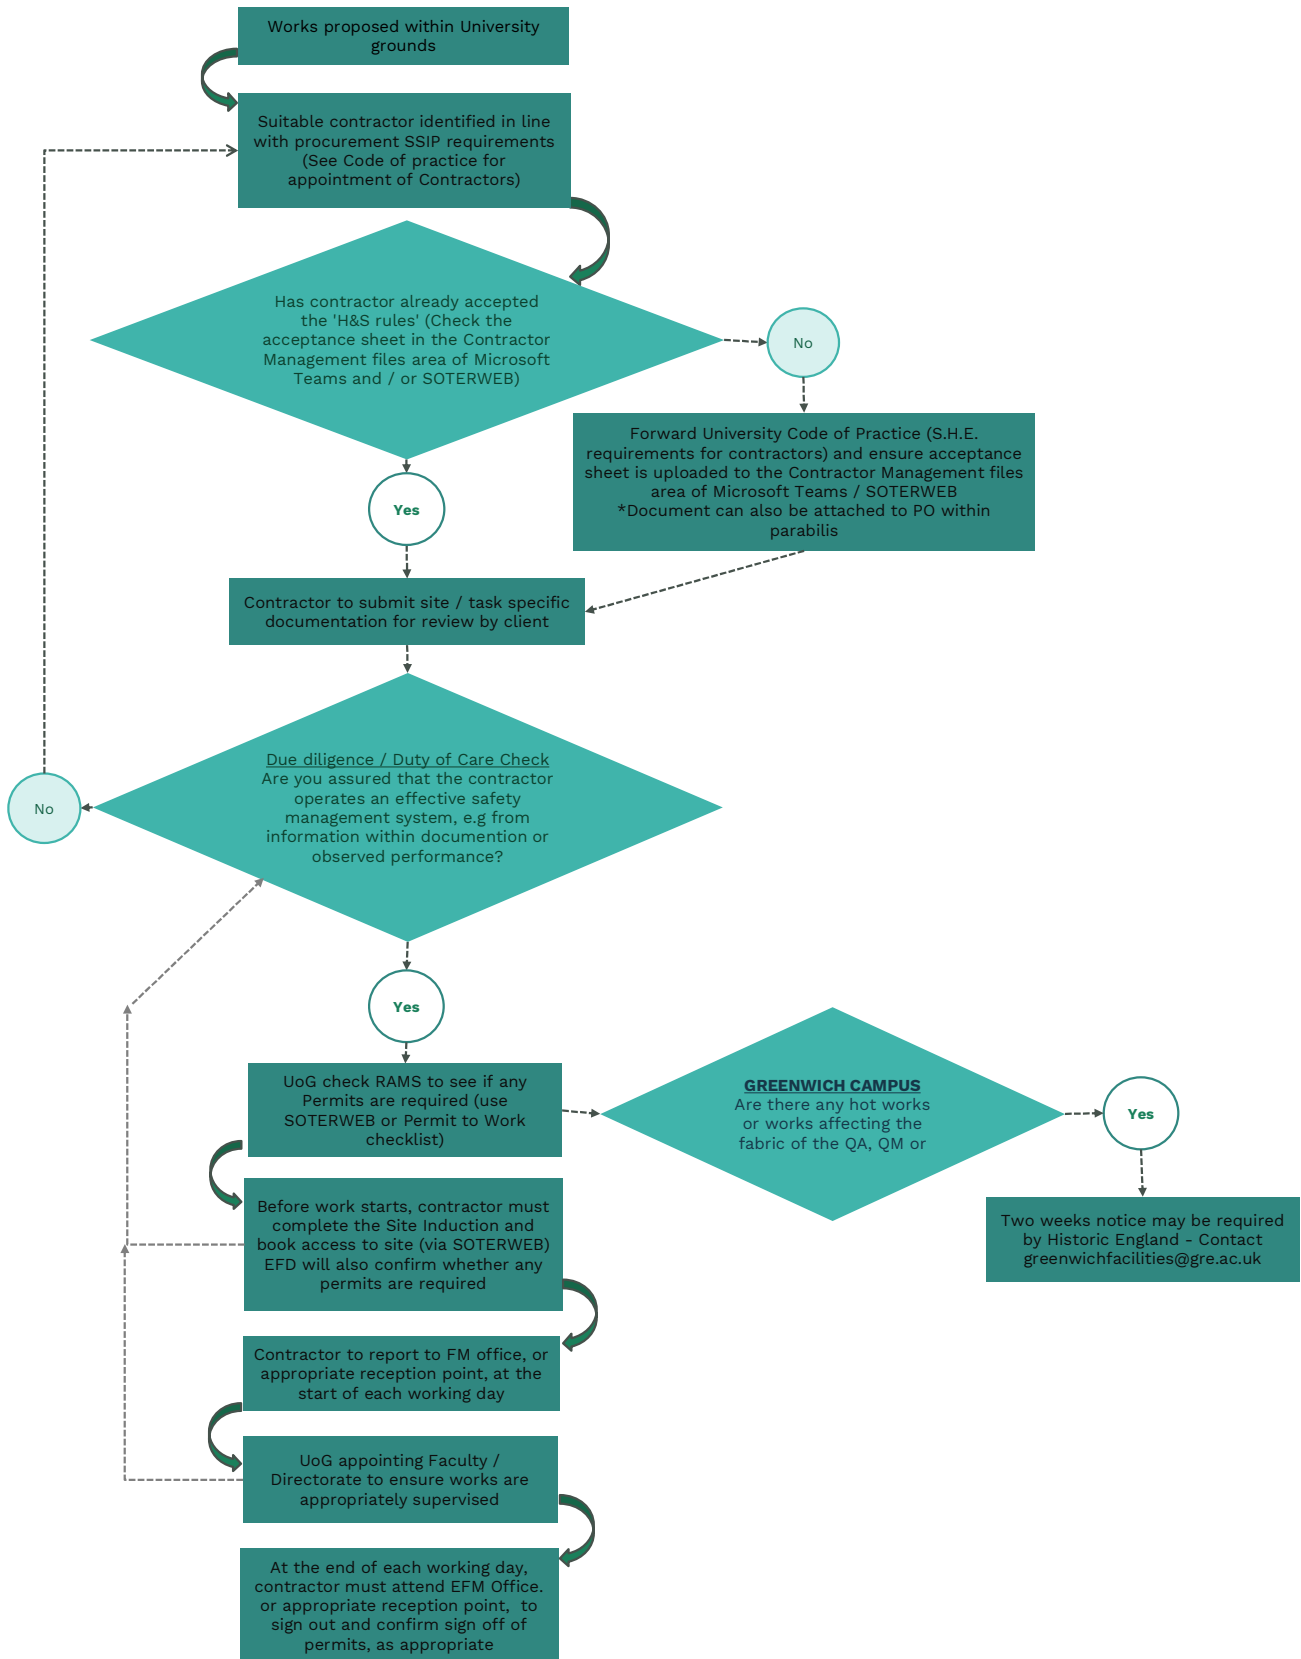 Works proposed within University
grounds
Suitable contractor identified in line
with procurement SSIP requirements
(See Code of practice for
appointment of Contractors)
Has contractor already accepted
the 'H&S rules' (Check the
acceptance sheet in the Contractor
Management files area of Microsoft
Teams and / or SOTERWEB)
No
Forward University Code of Practice (S.H.E.
requirements for contractors) and ensure acceptance
sheet is uploaded to the Contractor Management files
area of Microsoft Teams / SOTERWEB
*Document can also be attached to PO within
parabilis
Yes
Contractor to submit site / task specific
documentation for review by client
Due diligence / Duty of Care Check
Are you assured that the contractor
operates an effective safety
management system, e.g from
information within documention or
observed performance?
No
Yes
UoG check RAMS to see if any
Permits are required (use
SOTERWEB or Permit to Work
checklist)
GREENWICH CAMPUS
Are there any hot works
or works affecting the
fabric of the QA, QM or
Yes
Two weeks notice may be required
by Historic England - Contact
greenwichfacilities@gre.ac.uk
Before work starts, contractor must
complete the Site Induction and
book access to site (via SOTERWEB)
EFD will also confirm whether any
permits are required
Contractor to report to FM office, or
appropriate reception point, at the
start of each working day
UoG appointing Faculty /
Directorate to ensure works are
appropriately supervised
At the end of each working day,
contractor must attend EFM Office.
or appropriate reception point, to
sign out and confirm sign off of
permits, as appropriate